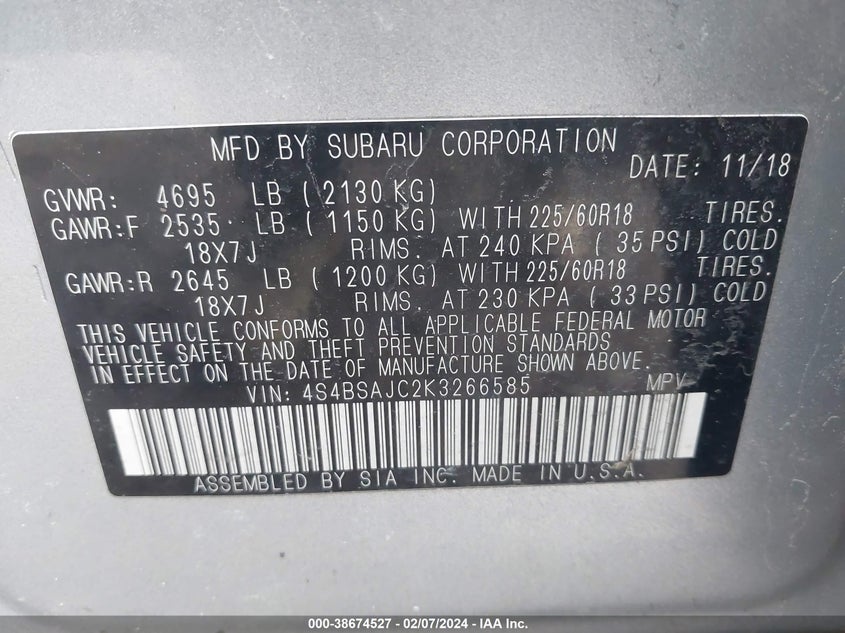 MFD BY SUBARU CORPORATION
DATE: 11/18
GVWR: 4695 LB ( 2130 KG)
GAWR:F 2535 LB ( 1150 KG) WITH 225/60R18 TIRES.
18X7J RIMS. AT 240 KPA ( 35 PSI) COLD
GAWR:R 2645 LB ( 1200 KG) WITH 225/60R18 TIRES.
18X7J RIMS. AT 230 KPA ( 33 PSI) COLD
THIS VEHICLE CONFORMS TO ALL APPLICABLE FEDERAL MOTOR
VEHICLE SAFETY AND THEFT PREVENTION STANDARDS
IN EFFECT ON THE DATE OF MANUFACTURE SHOWN ABOVE.
VIN: 4S4BSAJC2K3266585 MPV
ASSEMBLED BY SIA INC. MADE IN U.S.A.
000-38674527 - 02/07/2024 - IAA Inc.